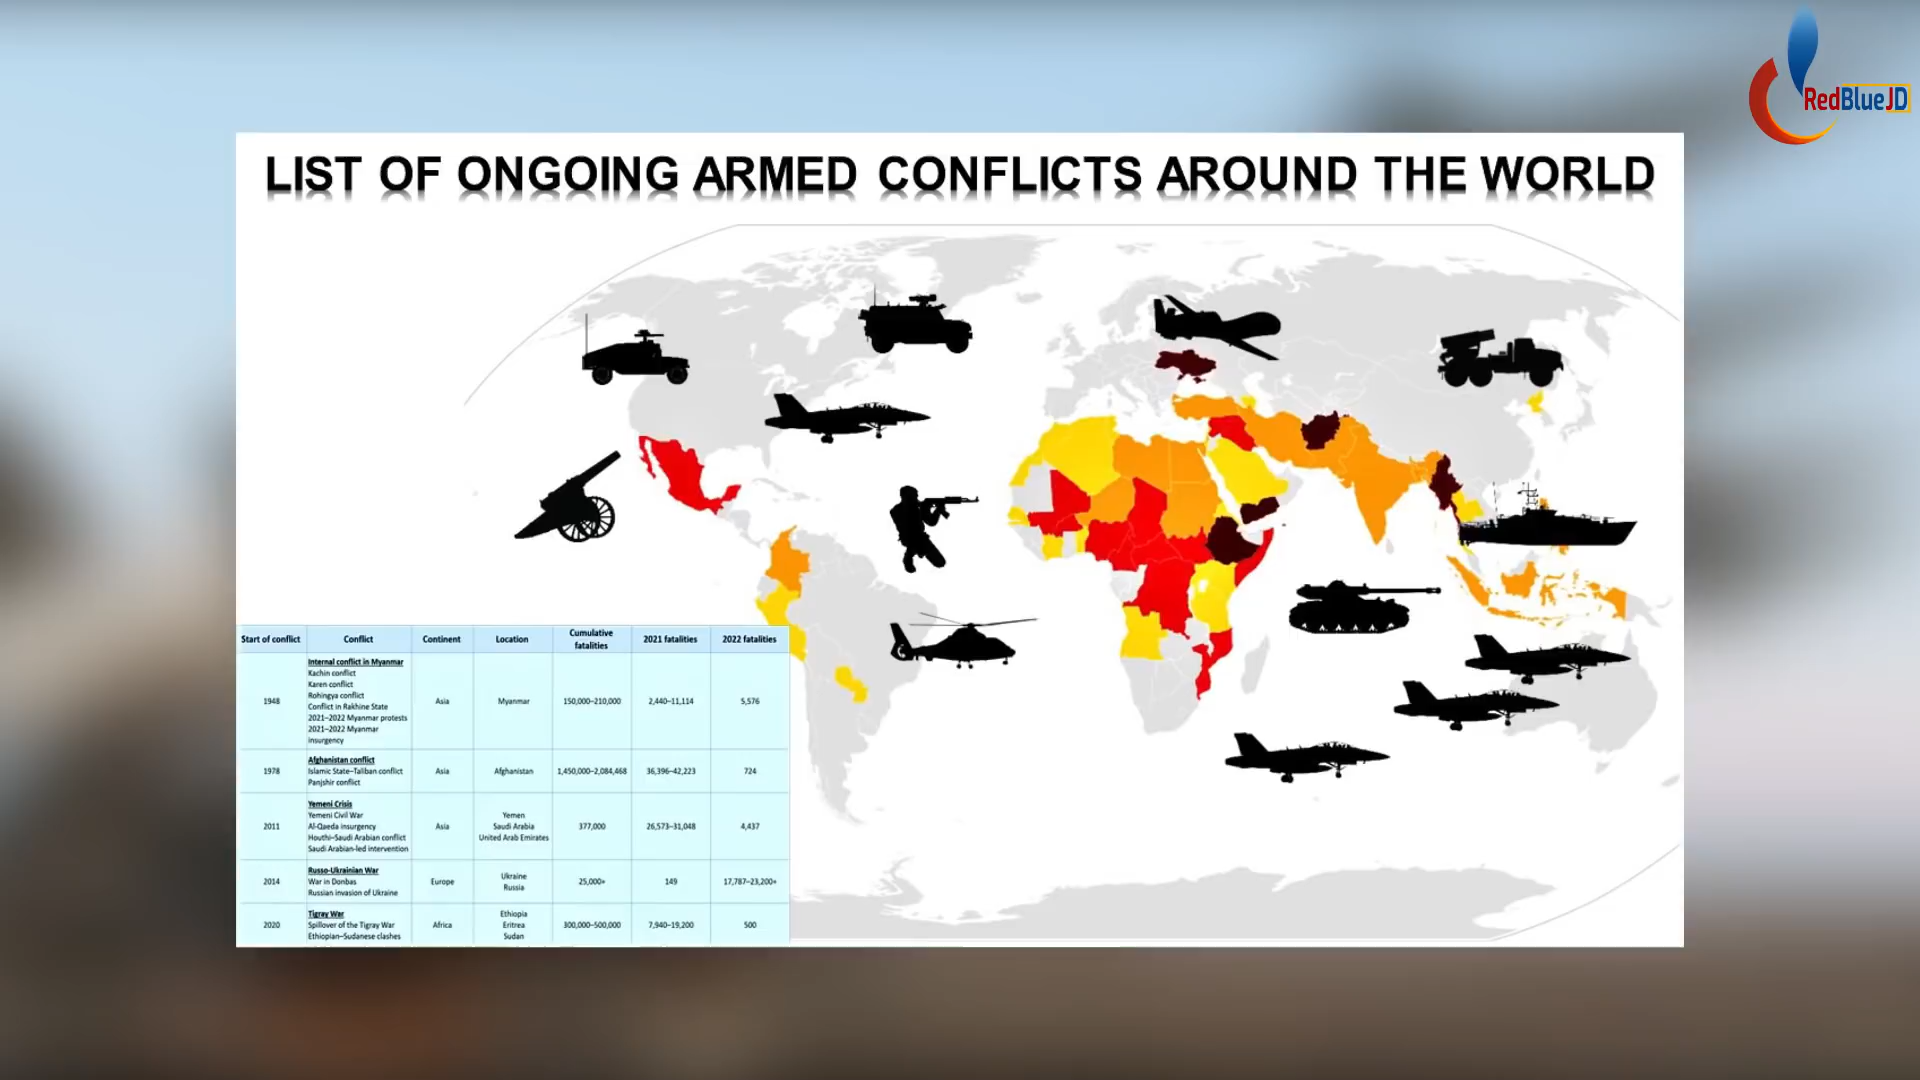 RedBlueJD
LIST OF ONGOING ARMED CONFLICTS AROUND THE WORLD
Start of conflict Conflict Continent Location Cumulative fatalities 2021 fatalities 2022 fatalities
1948
Internal conflict in Myanmar
Kachin conflict
Karen conflict
Rohingya conflict
Conflict in Rakhine State
2021–2022 Myanmar protests
2021–2022 Myanmar
insurgency
Asia
Myanmar
150,000–210,000
2,440–11,114
5,576
1978
Afghanistan conflict
Islamic State–Taliban conflict
Panjshir conflict
Asia
Afghanistan
1,450,000–2,084,468
36,396–42,223
724
2011
Yemeni Crisis
Yemeni Civil War
Al-Qaeda insurgency
Houthi–Saudi Arabian conflict
Saudi Arabian-led intervention
Asia
Yemen
Saudi Arabia
United Arab Emirates
377,000
26,573–31,048
4,437
2014
Russo-Ukrainian War
War in Donbas
Russian invasion of Ukraine
Europe
Ukraine
Russia
25,000+
149
17,787–23,200+
2020
Tigray War
Spillover of the Tigray War
Ethiopian–Sudanese clashes
Africa
Ethiopia
Eritrea
Sudan
300,000–500,000
7,940–19,200
500